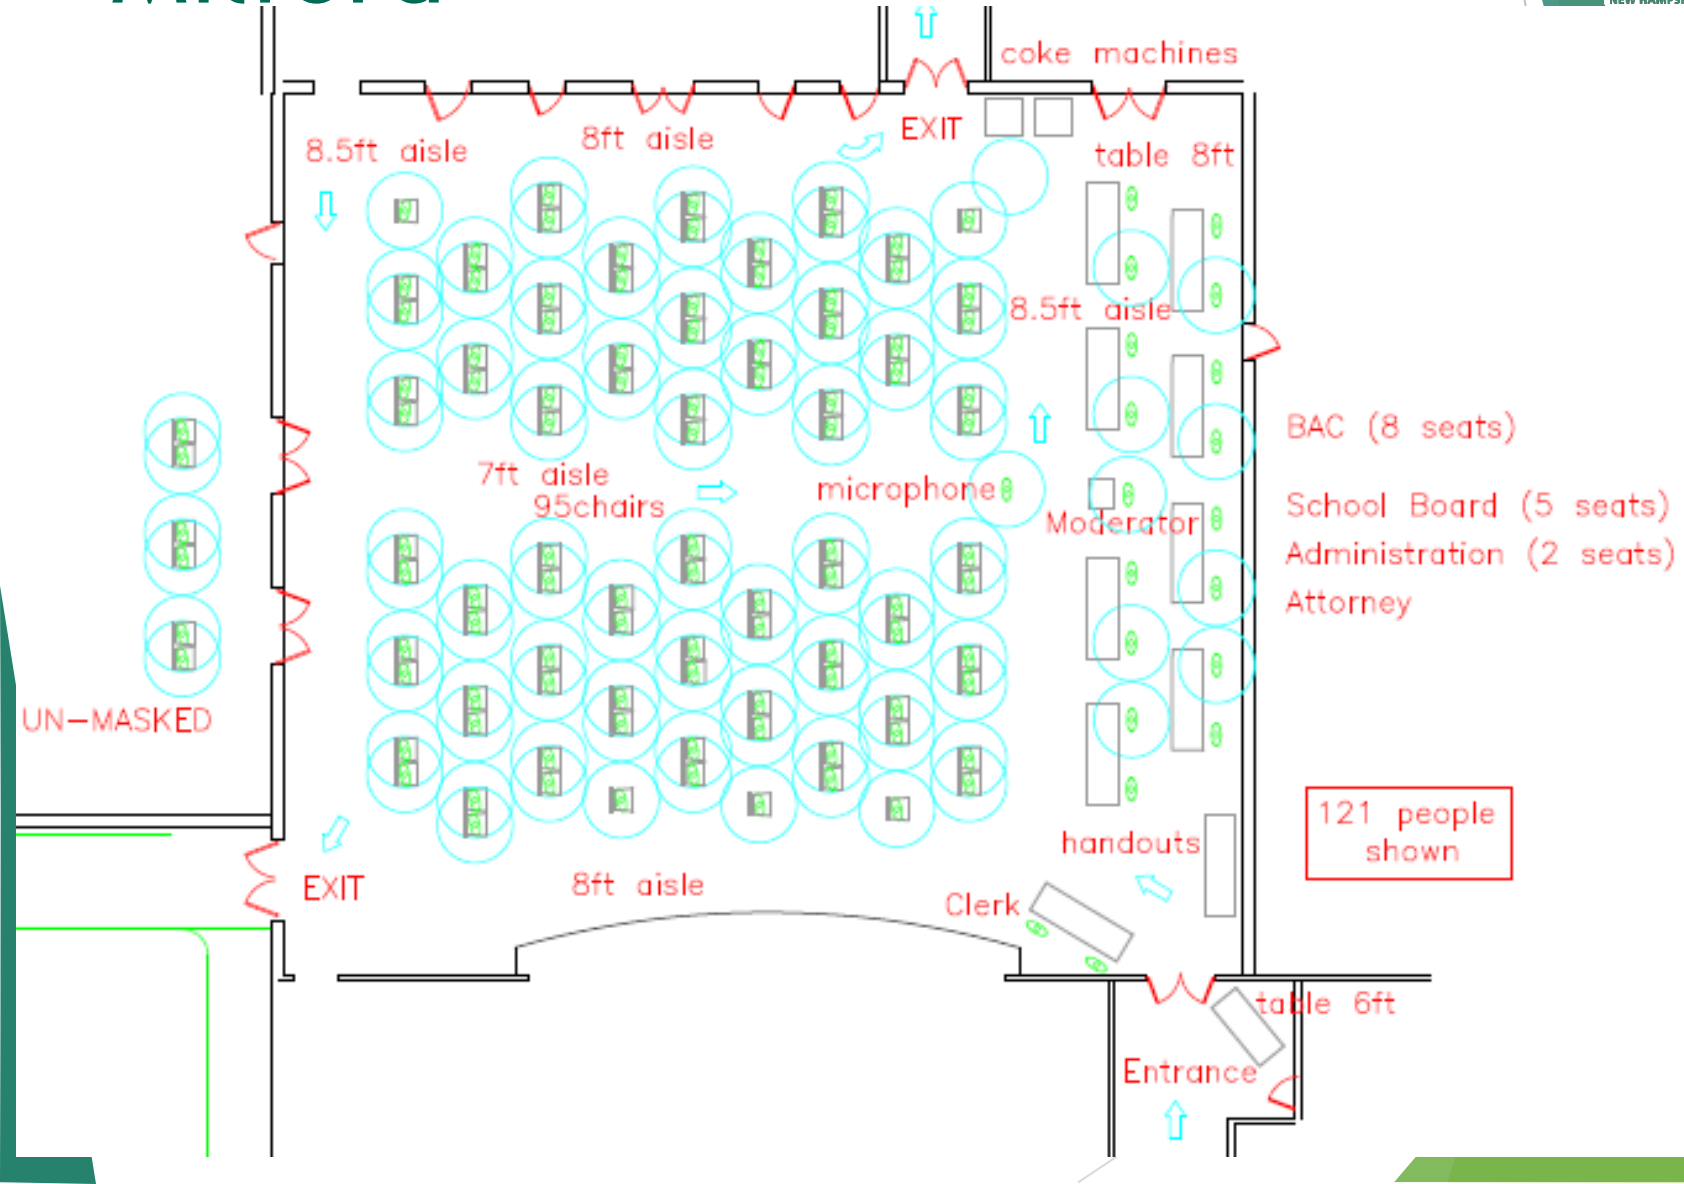 NEW HAMPSHIRE
coke machines
EXIT
8ft aisle
8.5ft aisle
table 8ft
8.5ft aisle
BAC (8 seats)
7ft aisle
95chairs
microphone
School Board (5 seats)
Moderator
Administration (2 seats)
Attorney
UN-MASKED
121 people
shown
handouts
EXIT
8ft aisle
Clerk
table 6ft
Entrance